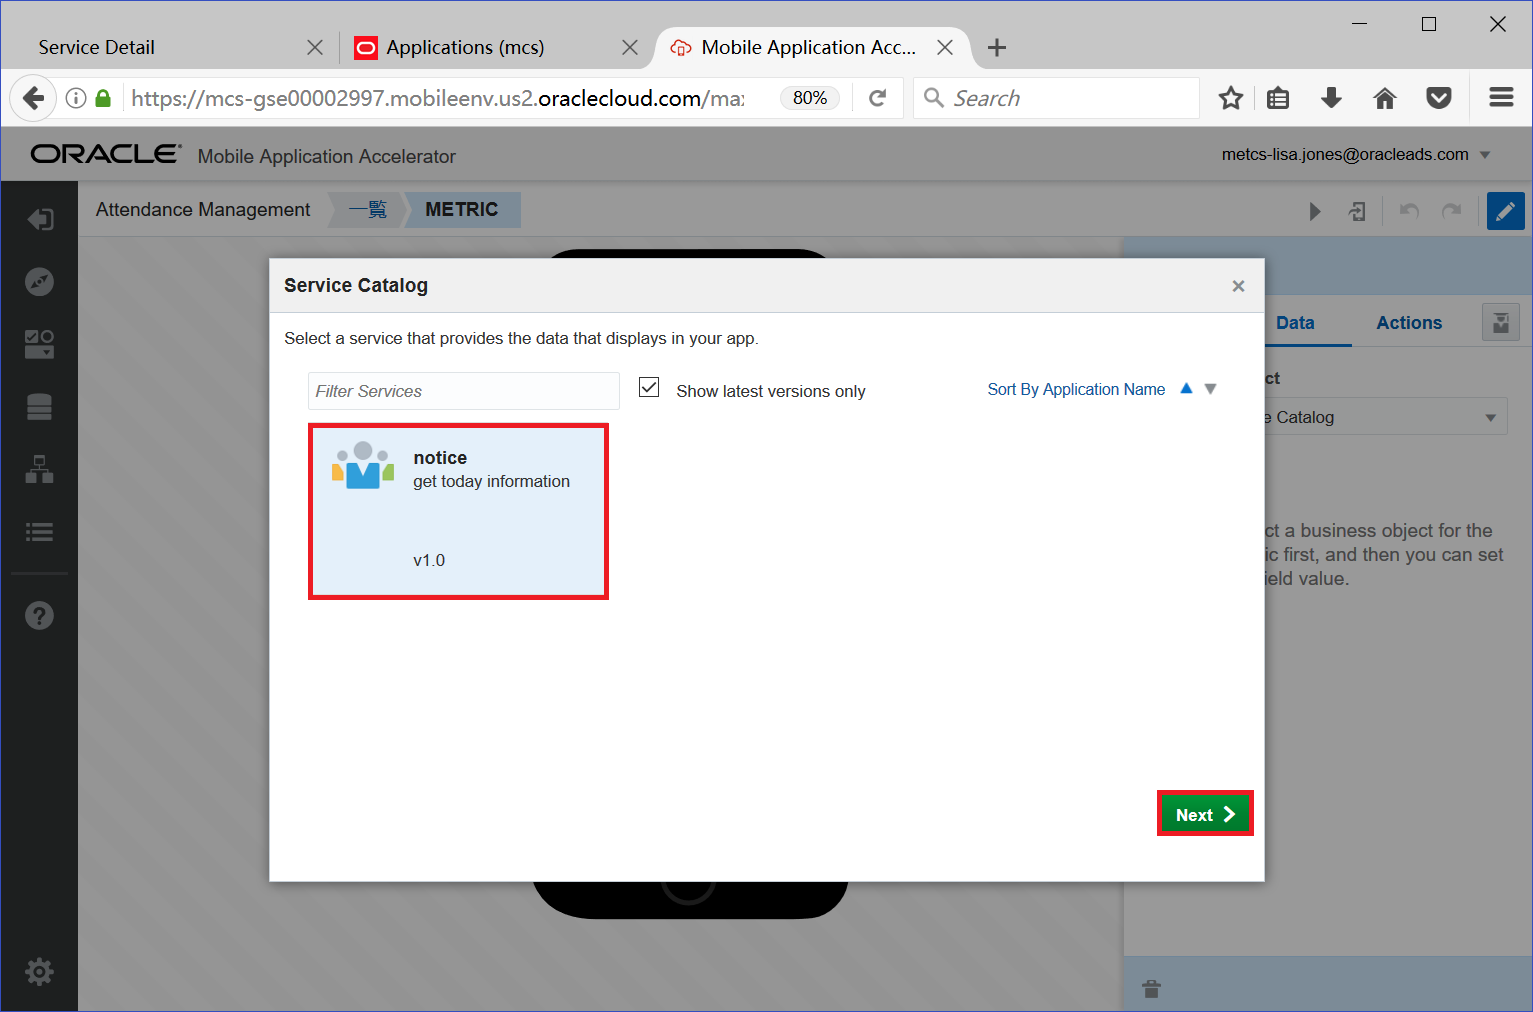 Service Detail
Applications (mcs)
Mobile Application Acc...
https://mcs-gse00002997.mobileenv.us2.oraclecloud.com/max
80%
Search
ORACLE Mobile Application Accelerator
metcs-lisa.jones@oracleads.com
Attendance Management
一覧
METRIC
Service Catalog
Select a service that provides the data that displays in your app.
Filter Services
Show latest versions only
Sort By Application Name
notice
get today information
v1.0
Next
Data
Actions
ct
e Catalog
ct a business object for the
ic first, and then you can set
ield value.